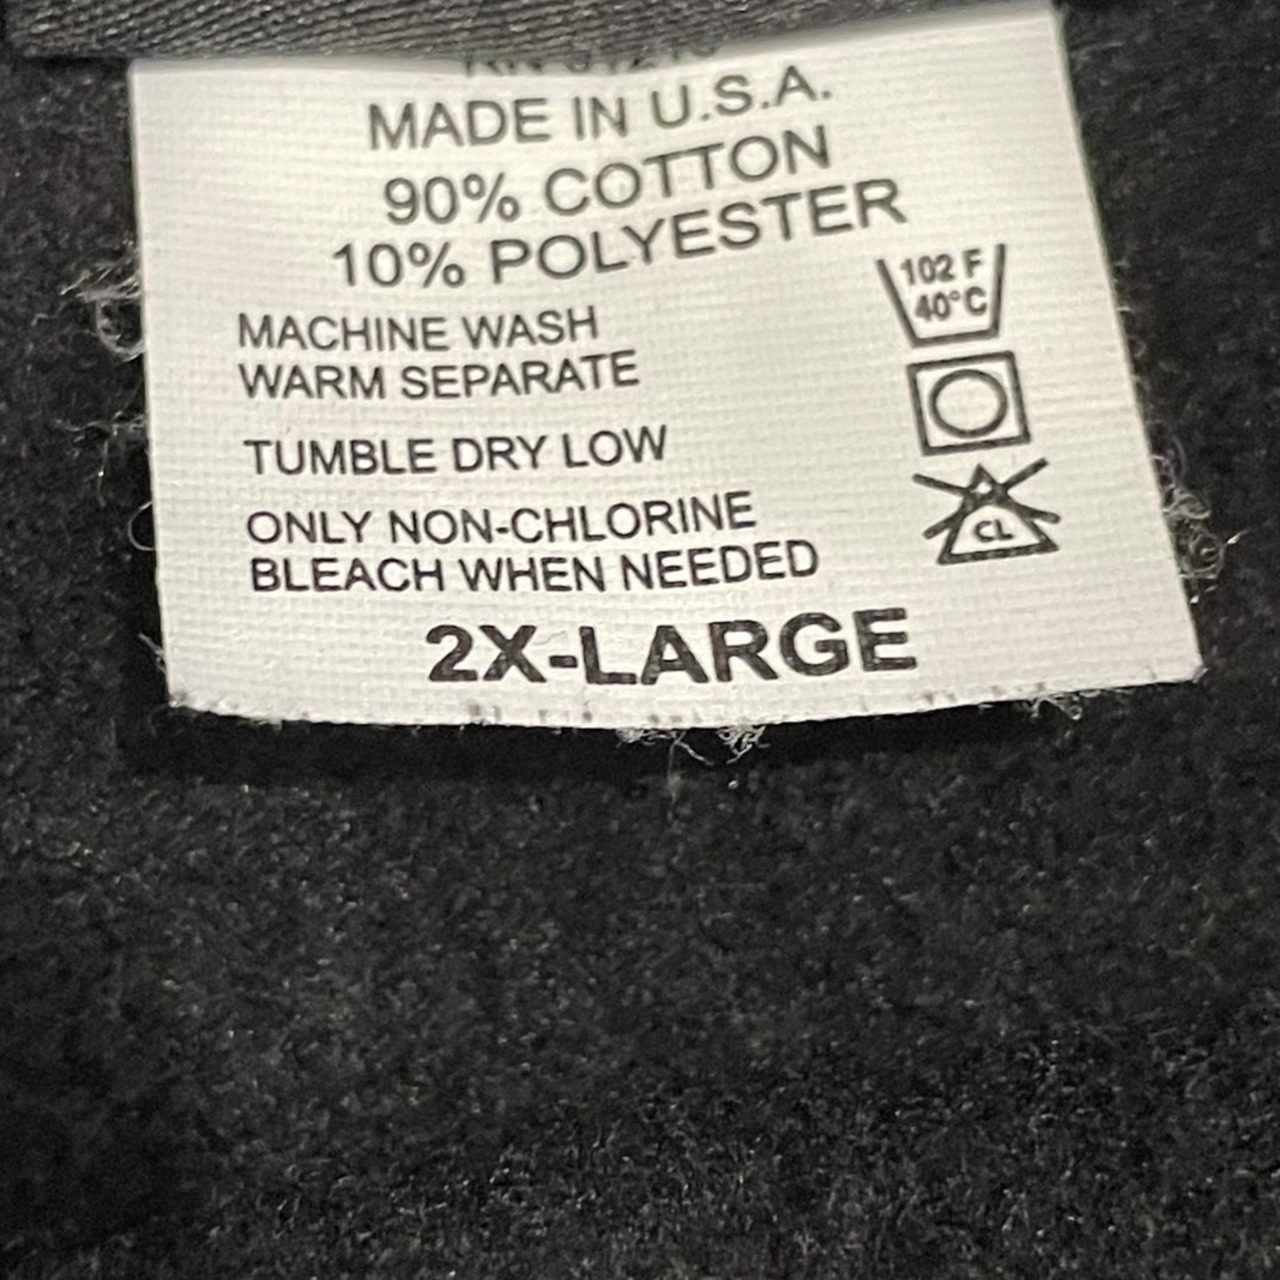 MADE IN U.S.A.
90% COTTON
10% POLYESTER
MACHINE WASH
WARM SEPARATE
TUMBLE DRY LOW
ONLY NON-CHLORINE
BLEACH WHEN NEEDED
102 F
40°C
CL
2X-LARGE